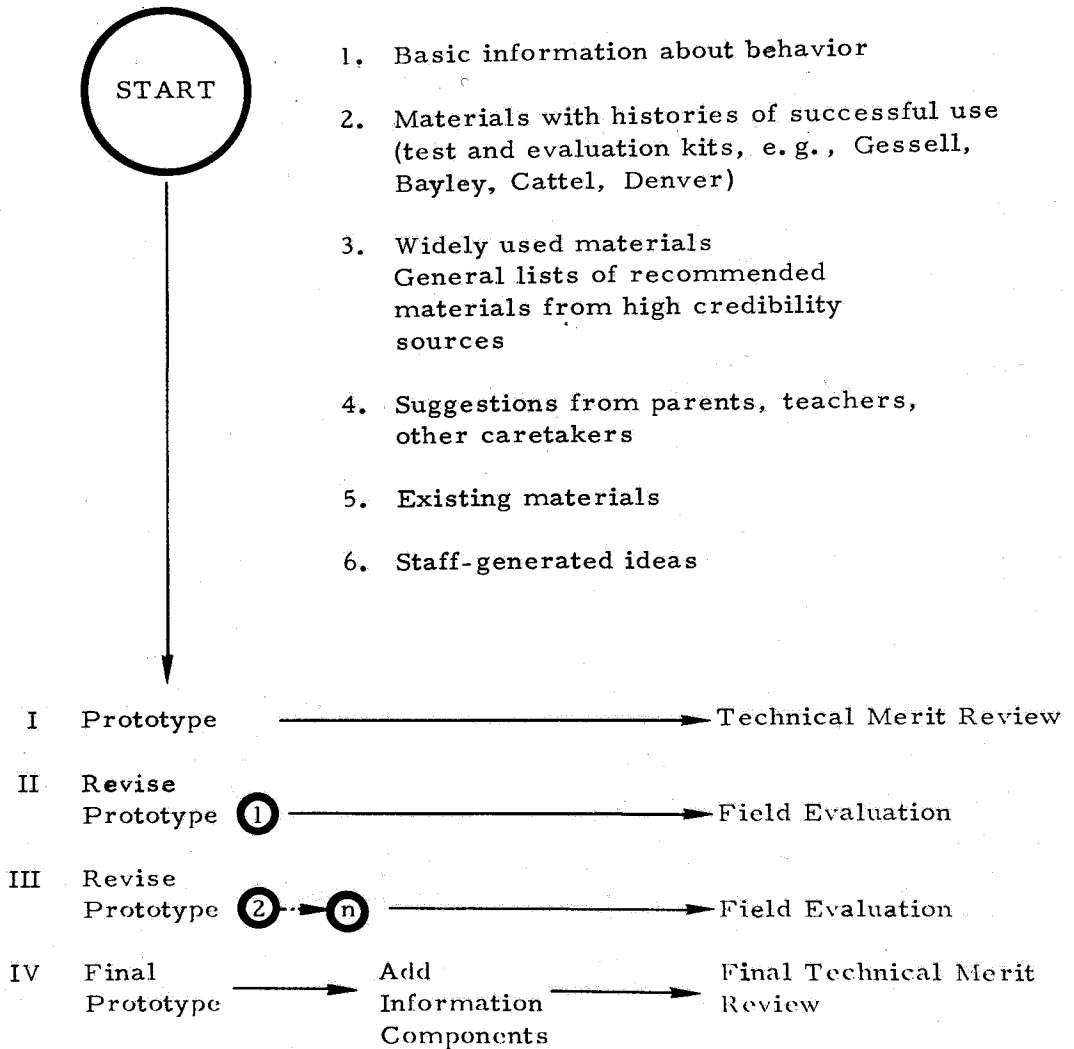 START
1. Basic information about behavior
2. Materials with histories of successful use
(test and evaluation kits, e. g., Gessell,
Bayley, Cattel, Denver)
3. Widely used materials
General lists of recommended
materials from high credibility
sources
4. Suggestions from parents, teachers,
other caretakers
5. Existing materials
6. Staff-generated ideas
I Prototype Technical Merit Review
II Revise
Prototype 1 Field Evaluation
III Revise
Prototype 2 n Field Evaluation
IV Final Add Final Technical Merit
Prototype Information Review
Components